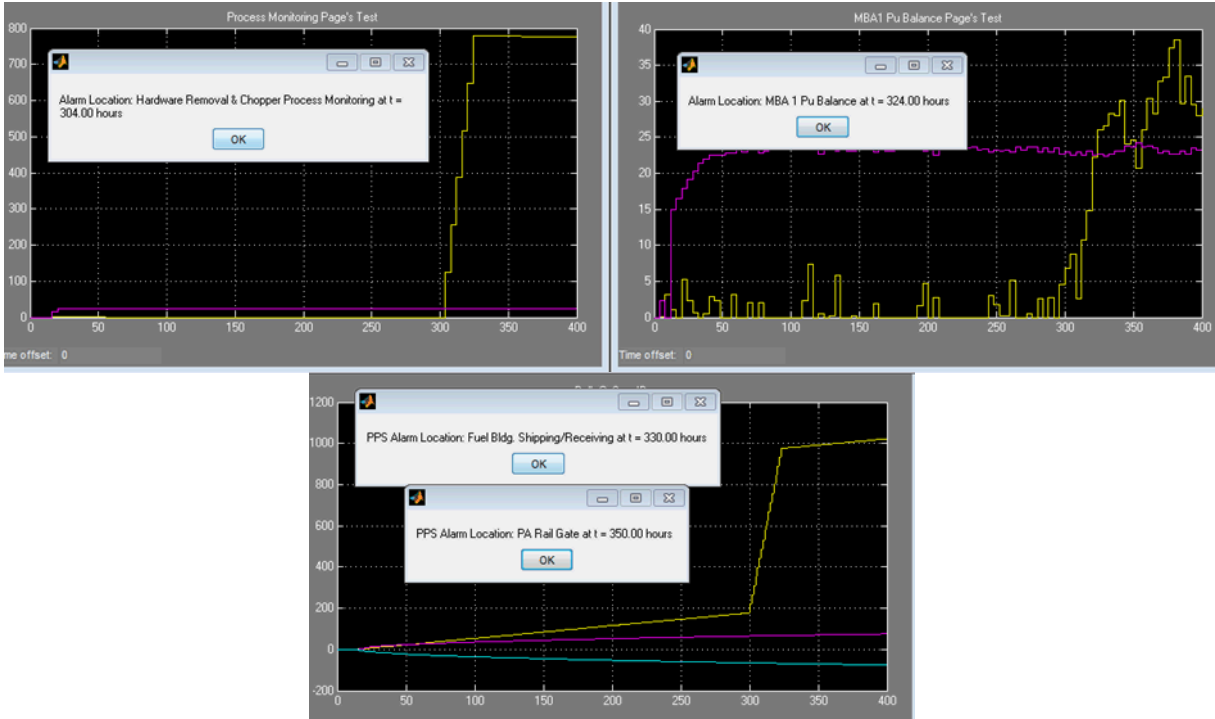 Process Monitoring Page's Test
800
700
600
500
400
300
200
100
0
Alarm Location: Hardware Removal & Chopper Process Monitoring at t =
304.00 hours
OK
0 50 100 150 200 250 300 350 400
me offset: 0
MBA1 Pu Balance Page's Test
40
35
30
25
20
15
10
5
0
Alarm Location: MBA 1 Pu Balance at t = 324.00 hours
OK
0 50 100 150 200 250 300 350 400
Time offset: 0
1200
1000
800
600
400
200
0
-200
PPS Alarm Location: Fuel Bldg. Shipping/Receiving at t = 330.00 hours
OK
PPS Alarm Location: PA Rail Gate at t = 350.00 hours
OK
0 50 100 150 200 250 300 350 400